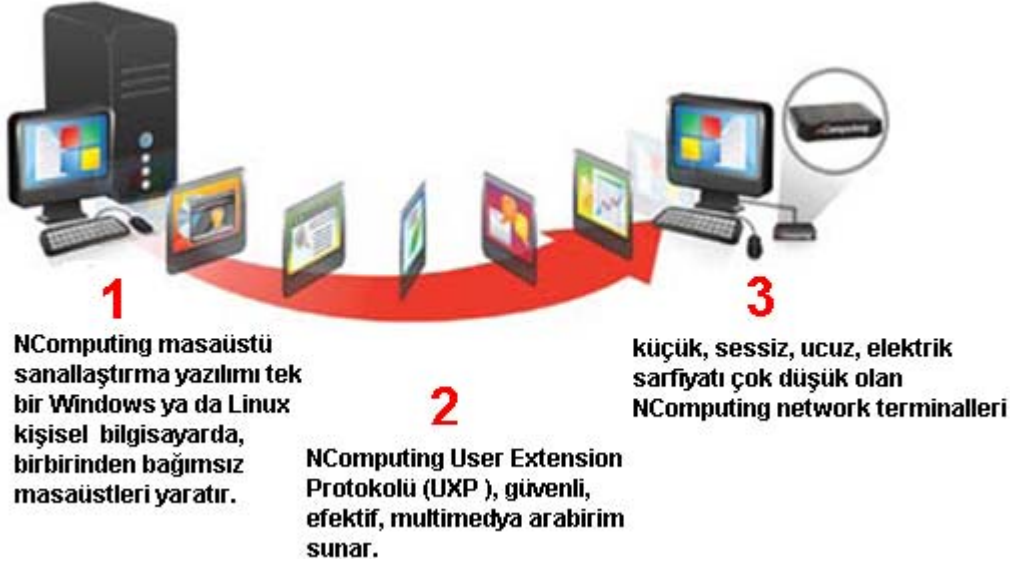 1
NComputing masaüstü
sanallaştırma yazılımı tek
bir Windows ya da Linux
kişisel bilgisayarda,
birbirinden bağımsız
masaüstleri yaratır.
2
NComputing User Extension
Protokolü (UXP ), güvenli,
efektif, multimedya arabirim
sunar.
3
küçük, sessiz, ucuz, elektrik
sarfiyatı çok düşük olan
NComputing network terminalleri
NComputing